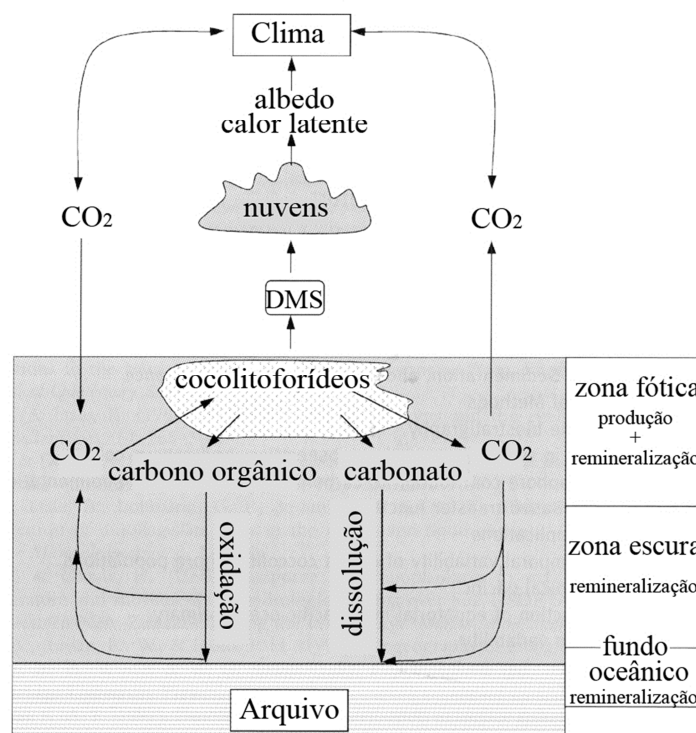 Clima
albedo
calor latente
nuvens
CO2
CO2
DMS
cocolitoforídeos
zona fótica
produção
+
remineralização
CO2
CO2
carbono orgânico
carbonato
oxidação
dissolução
zona escura
remineralização
fundo
oceânico
remineralização
Arquivo